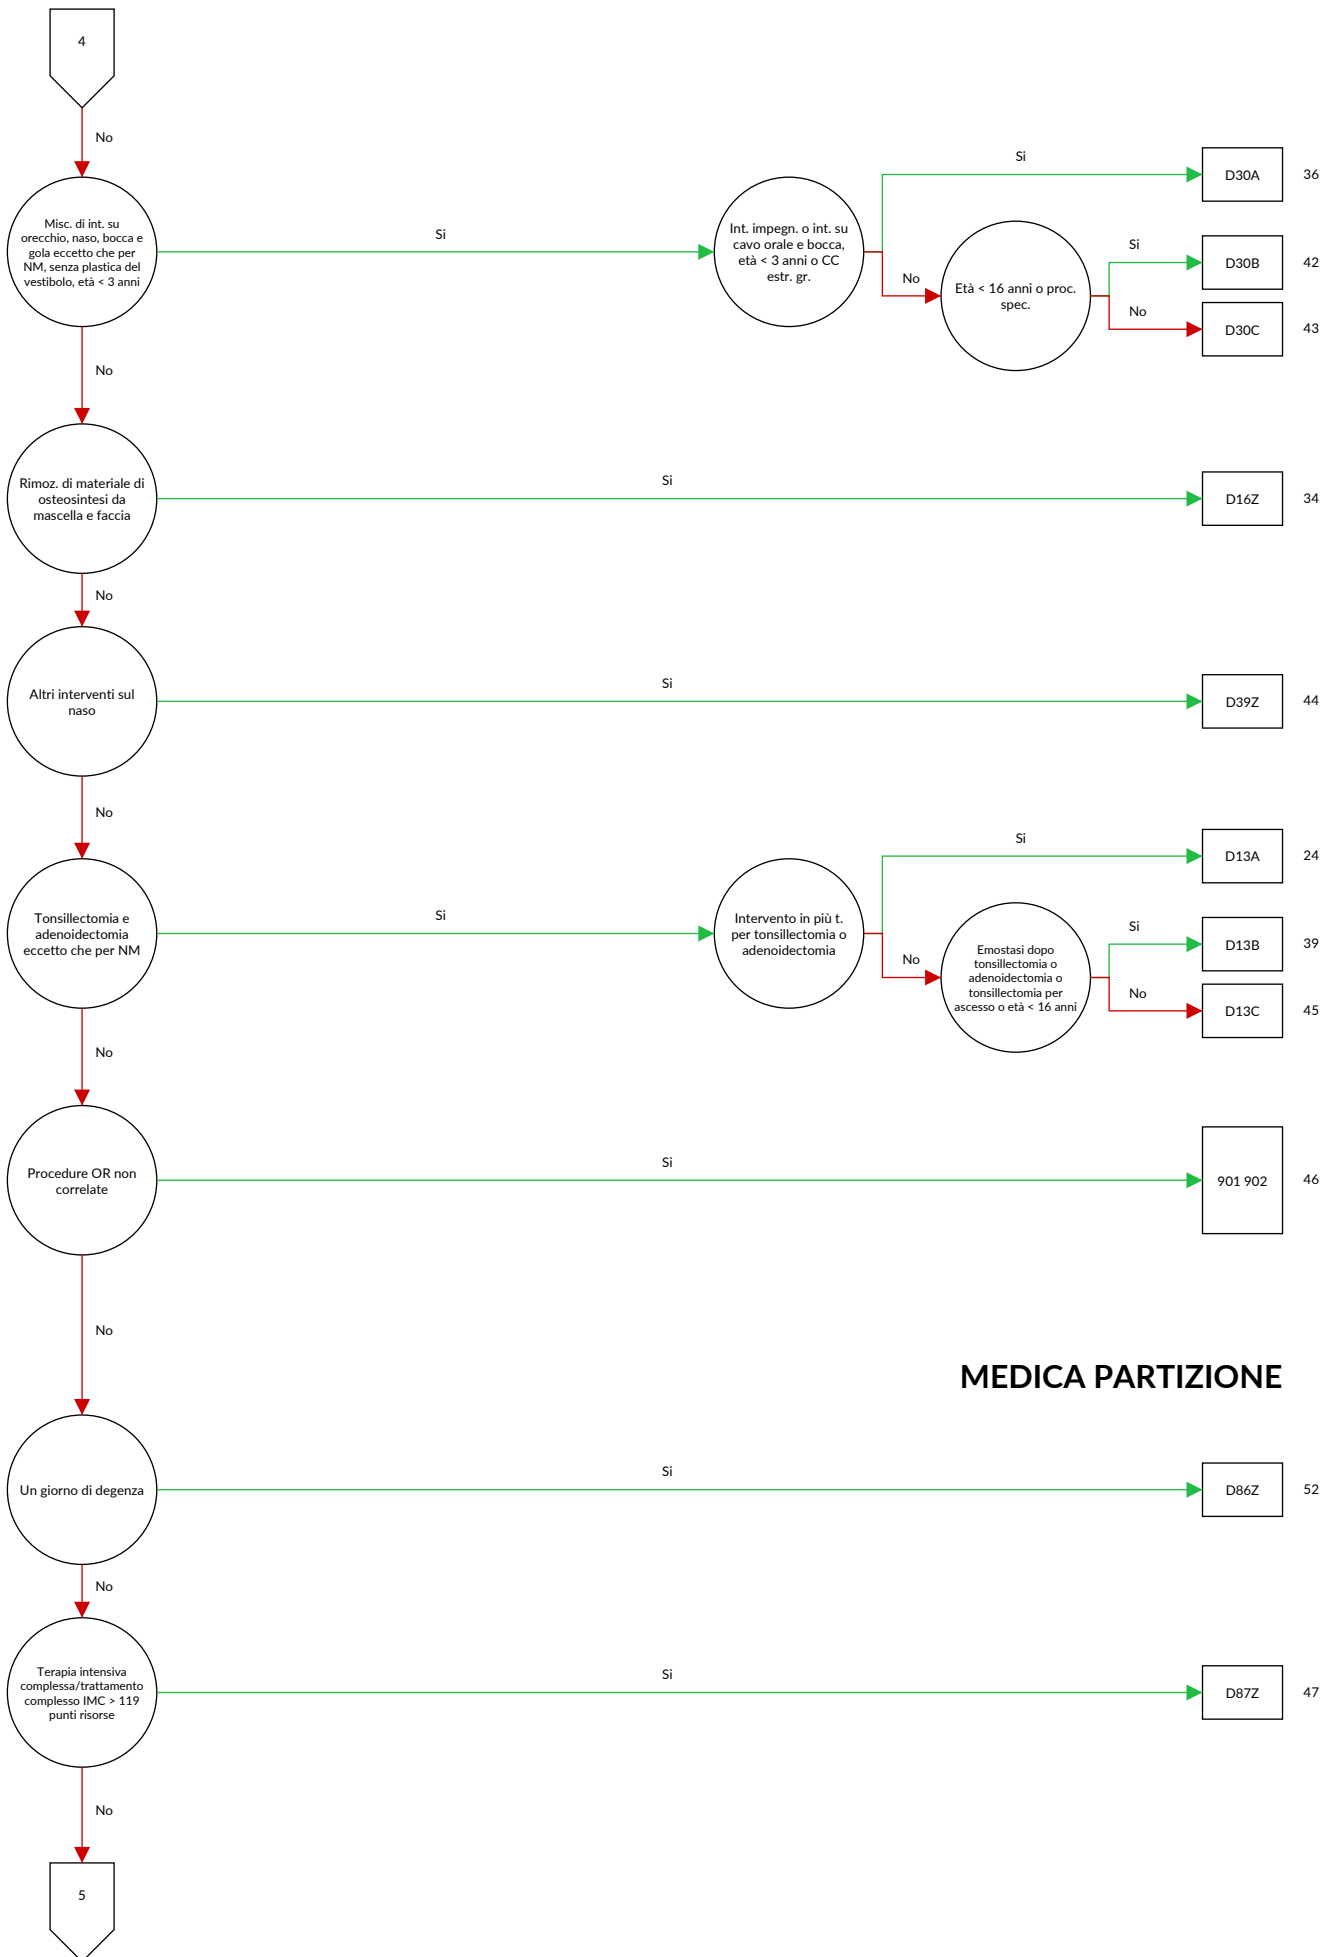 4
No
Misc. di int. su
orecchio, naso, bocca e
gola eccetto che per
NM, senza plastica del
vestibolo, età < 3 anni
Si
Int. impegn. o int. su
cavo orale e bocca,
età < 3 anni o CC
estr. gr.
Si
D30A
36
No
Età < 16 anni o proc.
spec.
Si
D30B
42
No
D30C
43
No
Rimoz. di materiale di
osteosintesi da
mascella e faccia
Si
D16Z
34
No
Altri interventi sul
naso
Si
D39Z
44
No
Tonsillectomia e
adenoidectomia
eccetto che per NM
Si
Intervento in più t.
per tonsillectomia o
adenoidectomia
Si
D13A
24
No
Emostasi dopo
tonsillectomia o
adenoidectomia o
tonsillectomia per
ascesso o età < 16 anni
Si
D13B
39
No
D13C
45
No
Procedure OR non
correlate
Si
901 902
46
No
MEDICA PARTIZIONE
Un giorno di degenza
Si
D86Z
52
No
Terapia intensiva
complessa/trattamento
complesso IMC > 119
punti risorse
Si
D87Z
47
No
5